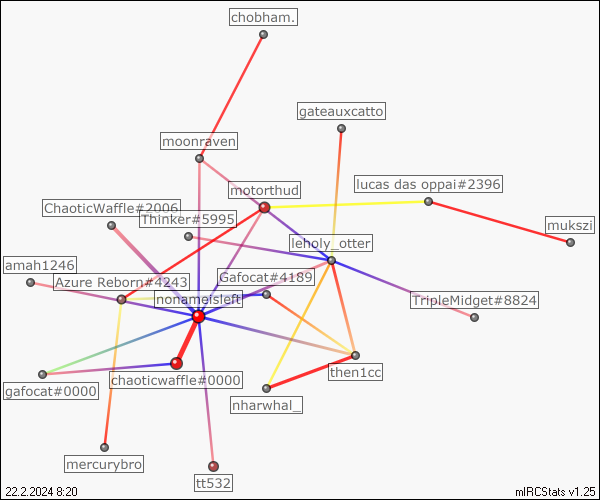 chobham.
gateauxcatto
moonraven
motorthud
lucas das oppai#2396
ChaoticWaffle#2006
Thinker#5995
mukszi
leholy_otter
amah1246
Gafocat#4189
Azure Reborn#4243
nonameisleft
TripleMidget#8824
then1cc
chaoticwaffle#0000
gafocat#0000
nharwhal_
mercurybro
tt532
22.2.2024 8:20
mIRCStats v1.25